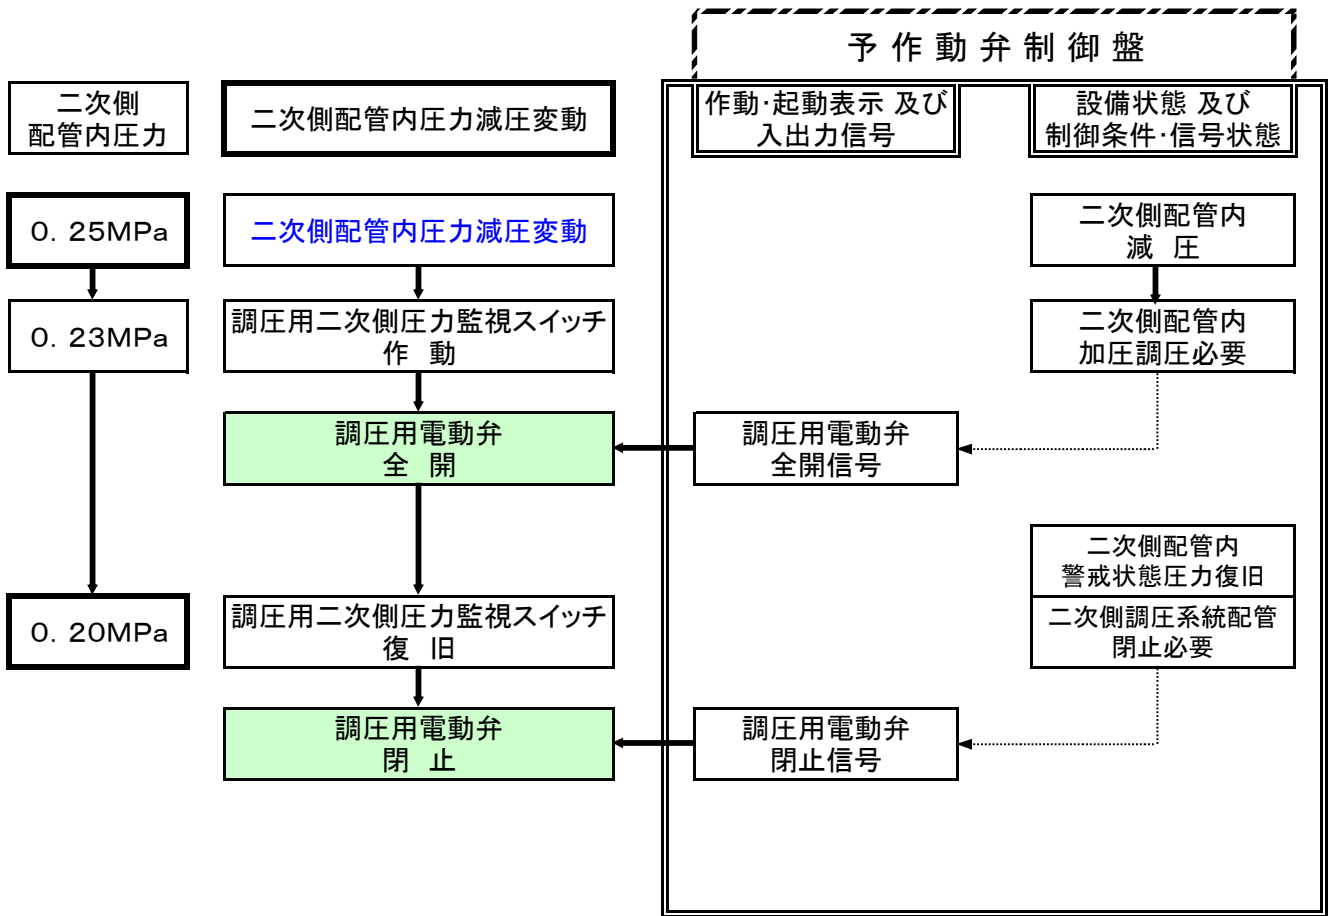 予作動弁制御盤
二次側
配管内圧力
二次側配管内圧力減圧変動
作動･起動表示 及び
入出力信号
設備状態 及び
制御条件･信号状態
0．25MPa
二次側配管内圧力減圧変動
二次側配管内
減 圧
0．23MPa
調圧用二次側圧力監視スイッチ
作 動
二次側配管内
加圧調圧必要
調圧用電動弁
全 開
調圧用電動弁
全開信号
二次側配管内
警戒状態圧力復旧
0．20MPa
調圧用二次側圧力監視スイッチ
復 旧
二次側調圧系統配管
閉止必要
調圧用電動弁
閉 止
調圧用電動弁
閉止信号